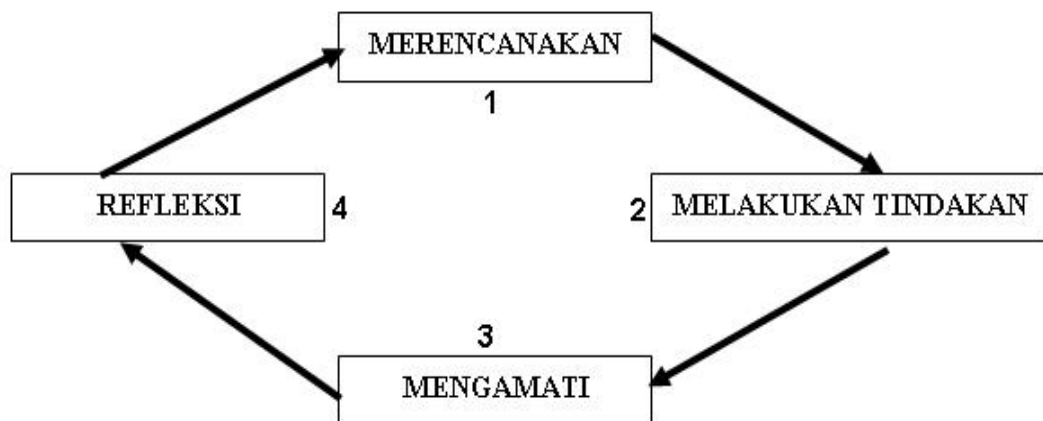 MERENCANAKAN
1
REFLEKSI
4
2
MELAKUKAN TINDAKAN
3
MENGAMATI